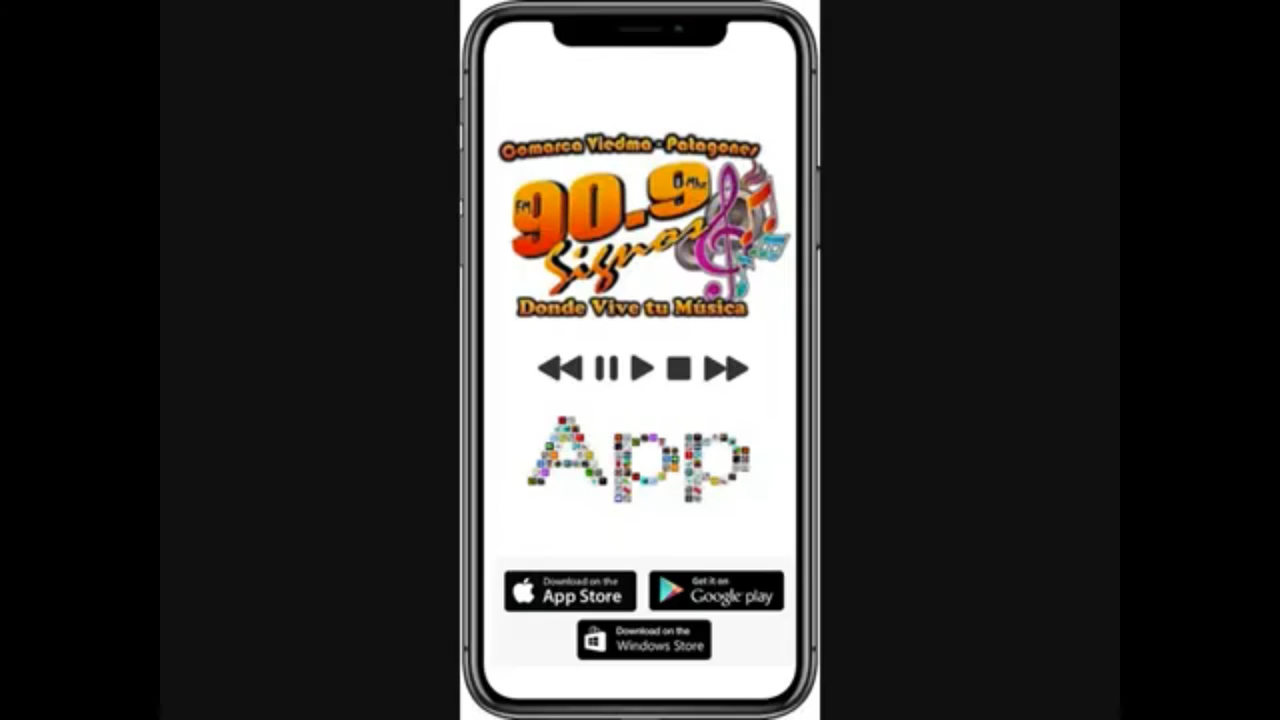 Comarca Viedma - Patagones
FM 90.9 Mhz
Signos
Donde Vive tu Música
App
Download on the
App Store
Get it on
Google play
Download on the
Windows Store